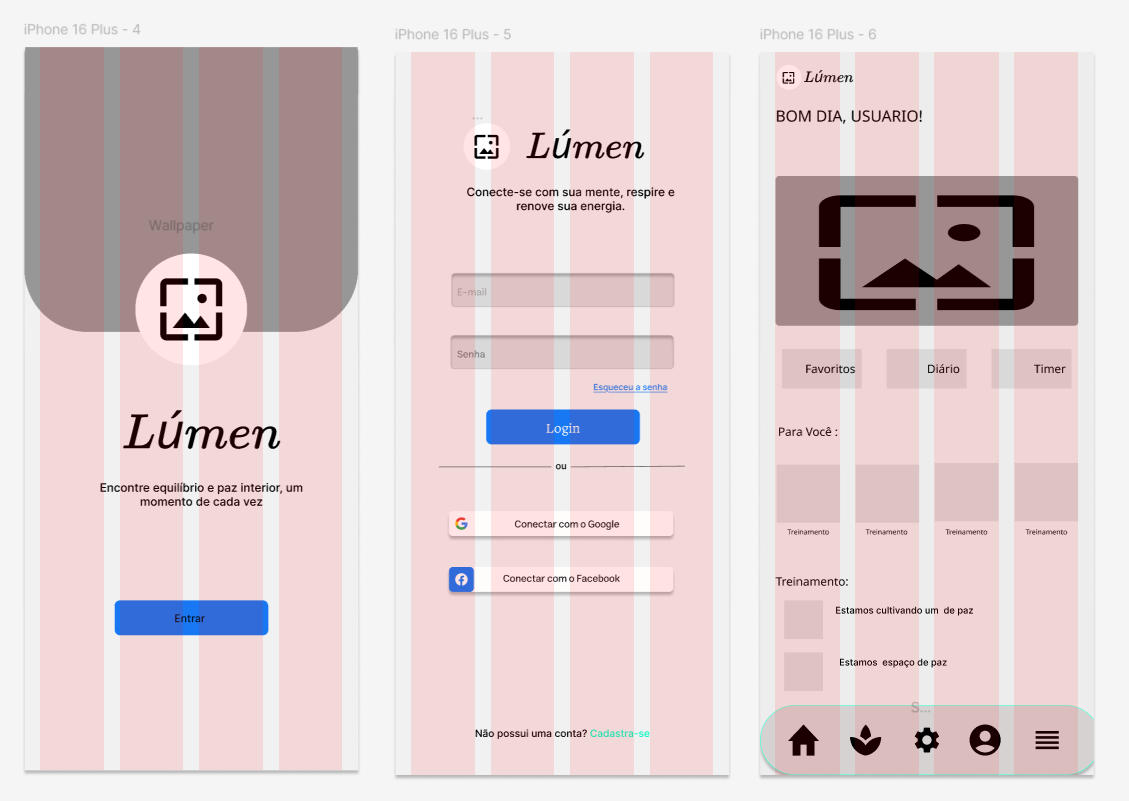 iPhone 16 Plus - 4
Wallpaper
Lúmen
Encontre equilíbrio e paz interior, um
momento de cada vez
Entrar
iPhone 16 Plus - 5
...
Lúmen
Conecte-se com sua mente, respire e
renove sua energia.
E-mail
Senha
Esqueceu a senha
Login
ou
Conectar com o Google
Conectar com o Facebook
Não possui uma conta? Cadastra-se
iPhone 16 Plus - 6
Lúmen
BOM DIA, USUARIO!
Favoritos Diário Timer
Para Você :
Treinamento Treinamento Treinamento Treinamento
Treinamento:
Estamos cultivando um de paz
Estamos espaço de paz
S...